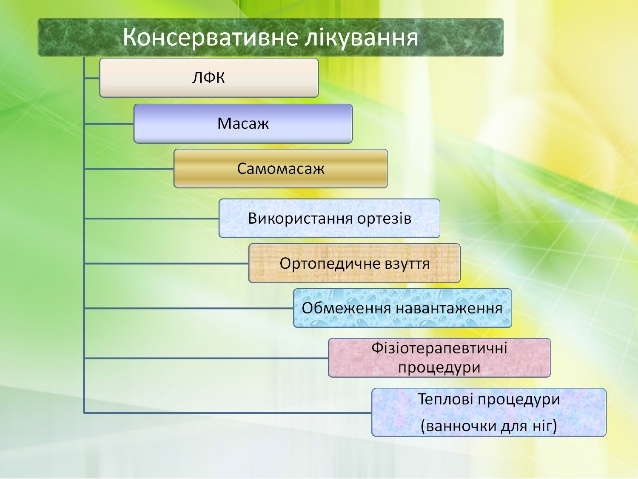 Консервативне лікування
ЛФК
Масаж
Самомасаж
Використання ортезів
Ортопедичне взуття
Обмеження навантаження
Фізіотерапевтичні
процедури
Теплові процедури
(ванночки для ніг)